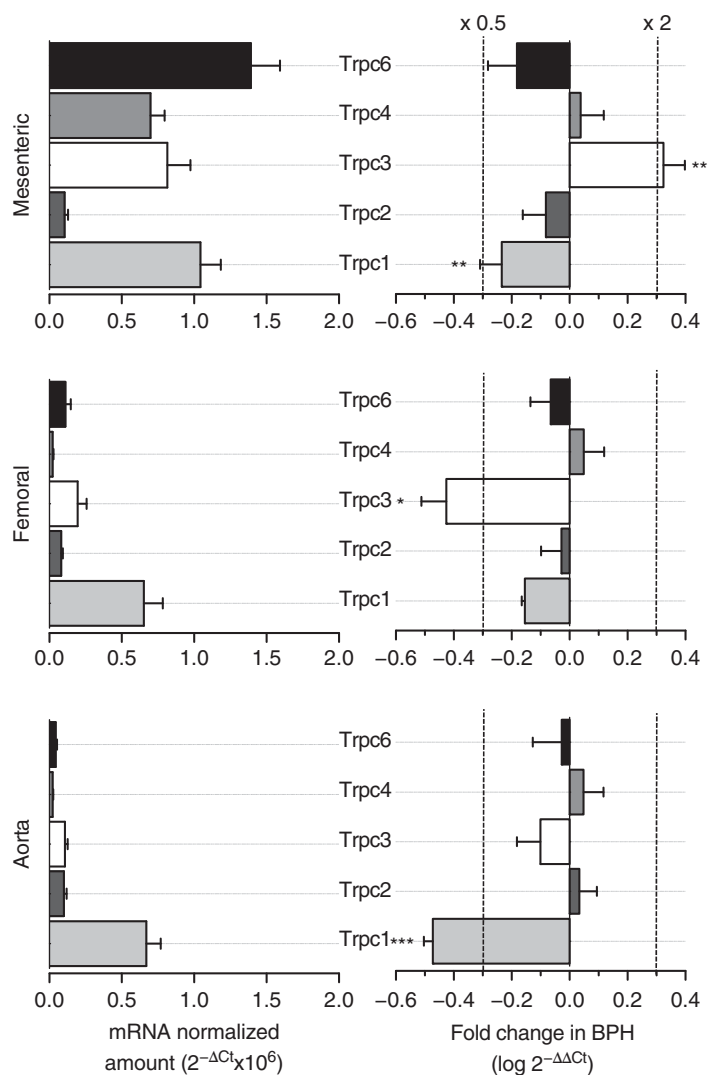 x 0.5 x 2
Mesenteric
Trpc6
Trpc4
Trpc3 **
Trpc2
** Trpc1
0.0 0.5 1.0 1.5 2.0 −0.6 −0.4 −0.2 0.0 0.2 0.4
Femoral
Trpc6
Trpc4
Trpc3 *
Trpc2
Trpc1
0.0 0.5 1.0 1.5 2.0 −0.6 −0.4 −0.2 0.0 0.2 0.4
Aorta
Trpc6
Trpc4
Trpc3
Trpc2
Trpc1 ***
0.0 0.5 1.0 1.5 2.0 −0.6 −0.4 −0.2 0.0 0.2 0.4
mRNA normalized
amount (2⁻ΔCtx10⁶)
Fold change in BPH
(log 2⁻ΔΔCt)